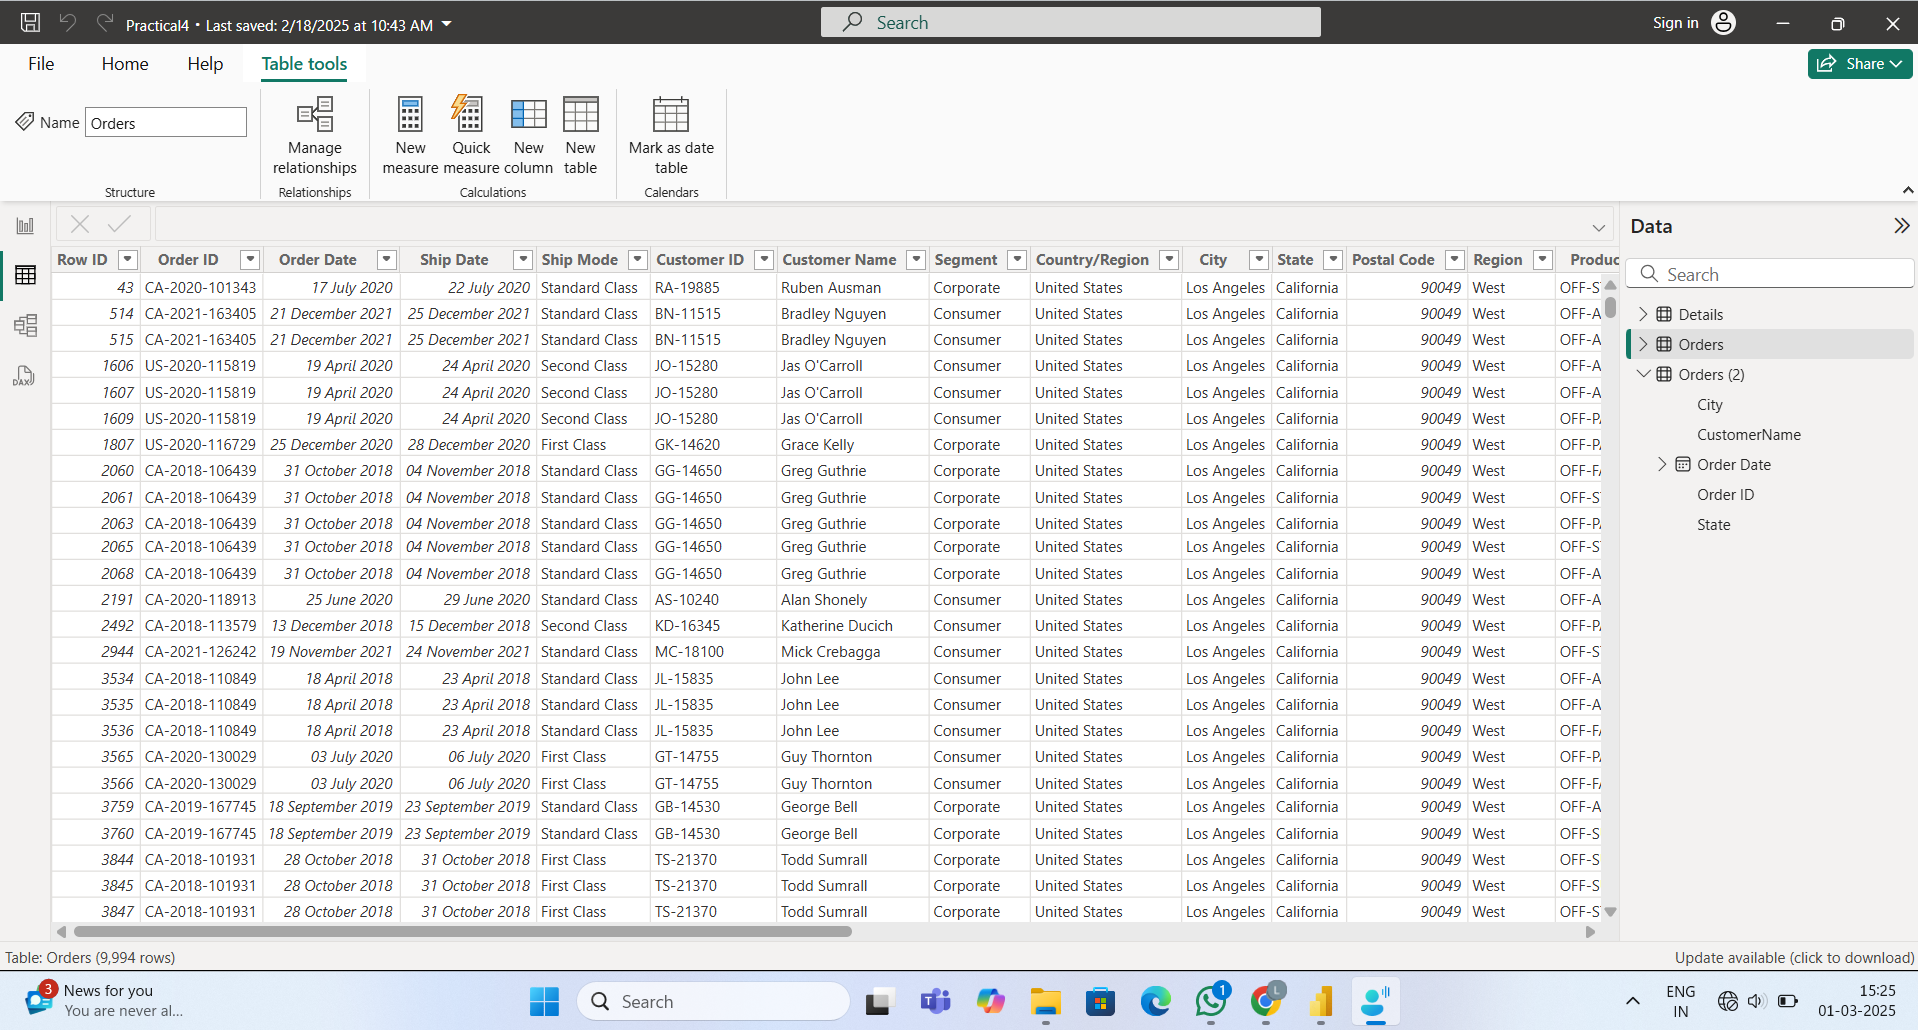 Practical4 • Last saved: 2/18/2025 at 10:43 AM
Search
Sign in
File Home Help Table tools
Share
Name Orders
Manage relationships
New measure
Quick measure
New column
New table
Mark as date table
Structure Relationships Calculations Calendars
Row ID Order ID Order Date Ship Date Ship Mode Customer ID Customer Name Segment Country/Region City State Postal Code Region Produc
43 CA-2020-101343 17 July 2020 22 July 2020 Standard Class RA-19885 Ruben Ausman Corporate United States Los Angeles California 90049 West OFF-S
514 CA-2021-163405 21 December 2021 25 December 2021 Standard Class BN-11515 Bradley Nguyen Consumer United States Los Angeles California 90049 West OFF-A
515 CA-2021-163405 21 December 2021 25 December 2021 Standard Class BN-11515 Bradley Nguyen Consumer United States Los Angeles California 90049 West OFF-A
1606 US-2020-115819 19 April 2020 24 April 2020 Second Class JO-15280 Jas O'Carroll Consumer United States Los Angeles California 90049 West OFF-A
1607 US-2020-115819 19 April 2020 24 April 2020 Second Class JO-15280 Jas O'Carroll Consumer United States Los Angeles California 90049 West OFF-A
1609 US-2020-115819 19 April 2020 24 April 2020 Second Class JO-15280 Jas O'Carroll Consumer United States Los Angeles California 90049 West OFF-P
1807 US-2020-116729 25 December 2020 28 December 2020 First Class GK-14620 Grace Kelly Corporate United States Los Angeles California 90049 West OFF-P
2060 CA-2018-106439 31 October 2018 04 November 2018 Standard Class GG-14650 Greg Guthrie Corporate United States Los Angeles California 90049 West OFF-F
2061 CA-2018-106439 31 October 2018 04 November 2018 Standard Class GG-14650 Greg Guthrie Corporate United States Los Angeles California 90049 West OFF-S
2063 CA-2018-106439 31 October 2018 04 November 2018 Standard Class GG-14650 Greg Guthrie Corporate United States Los Angeles California 90049 West OFF-P
2065 CA-2018-106439 31 October 2018 04 November 2018 Standard Class GG-14650 Greg Guthrie Corporate United States Los Angeles California 90049 West OFF-S
2068 CA-2018-106439 31 October 2018 04 November 2018 Standard Class GG-14650 Greg Guthrie Corporate United States Los Angeles California 90049 West OFF-A
2191 CA-2020-118913 25 June 2020 29 June 2020 Standard Class AS-10240 Alan Shonely Consumer United States Los Angeles California 90049 West OFF-A
2492 CA-2018-113579 13 December 2018 15 December 2018 Second Class KD-16345 Katherine Ducich Consumer United States Los Angeles California 90049 West OFF-P
2944 CA-2021-126242 19 November 2021 24 November 2021 Standard Class MC-18100 Mick Crebagga Consumer United States Los Angeles California 90049 West OFF-S
3534 CA-2018-110849 18 April 2018 23 April 2018 Standard Class JL-15835 John Lee Consumer United States Los Angeles California 90049 West OFF-A
3535 CA-2018-110849 18 April 2018 23 April 2018 Standard Class JL-15835 John Lee Consumer United States Los Angeles California 90049 West OFF-A
3536 CA-2018-110849 18 April 2018 23 April 2018 Standard Class JL-15835 John Lee Consumer United States Los Angeles California 90049 West OFF-F
3565 CA-2020-130029 03 July 2020 06 July 2020 First Class GT-14755 Guy Thornton Consumer United States Los Angeles California 90049 West OFF-P
3566 CA-2020-130029 03 July 2020 06 July 2020 First Class GT-14755 Guy Thornton Consumer United States Los Angeles California 90049 West OFF-F
3759 CA-2019-167745 18 September 2019 23 September 2019 Standard Class GB-14530 George Bell Corporate United States Los Angeles California 90049 West OFF-A
3760 CA-2019-167745 18 September 2019 23 September 2019 Standard Class GB-14530 George Bell Corporate United States Los Angeles California 90049 West OFF-S
3844 CA-2018-101931 28 October 2018 31 October 2018 First Class TS-21370 Todd Sumrall Corporate United States Los Angeles California 90049 West OFF-S
3845 CA-2018-101931 28 October 2018 31 October 2018 First Class TS-21370 Todd Sumrall Corporate United States Los Angeles California 90049 West OFF-S
3847 CA-2018-101931 28 October 2018 31 October 2018 First Class TS-21370 Todd Sumrall Corporate United States Los Angeles California 90049 West OFF-S
Data
Search
Details
Orders
Orders (2)
City
CustomerName
Order Date
Order ID
State
DAX
Table: Orders (9,994 rows)
Update available (click to download)
3
News for you
You are never al...
Search
1
L
ENG
IN
15:25
01-03-2025